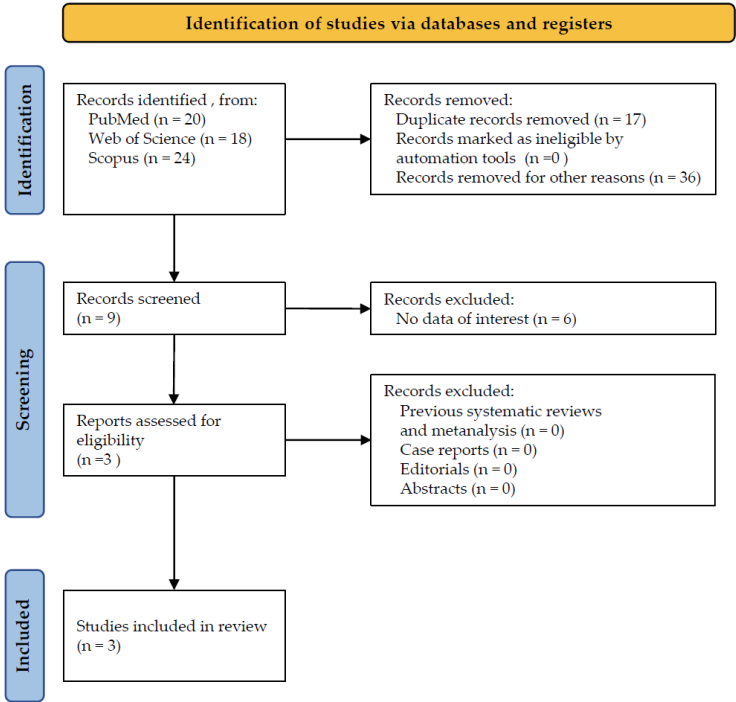 Identification of studies via databases and registers
Identification
Records identified , from:
PubMed (n = 20)
Web of Science (n = 18)
Scopus (n = 24)
Records removed:
Duplicate records removed (n = 17)
Records marked as ineligible by
automation tools  (n =0 )
Records removed for other reasons (n = 36)
Screening
Records screened
(n = 9)
Records excluded:
No data of interest (n = 6)
Reports assessed for
eligibility
(n =3 )
Records excluded:
Previous systematic reviews
and metanalysis (n = 0)
Case reports (n = 0)
Editorials (n = 0)
Abstracts (n = 0)
Included
Studies included in review
(n = 3)